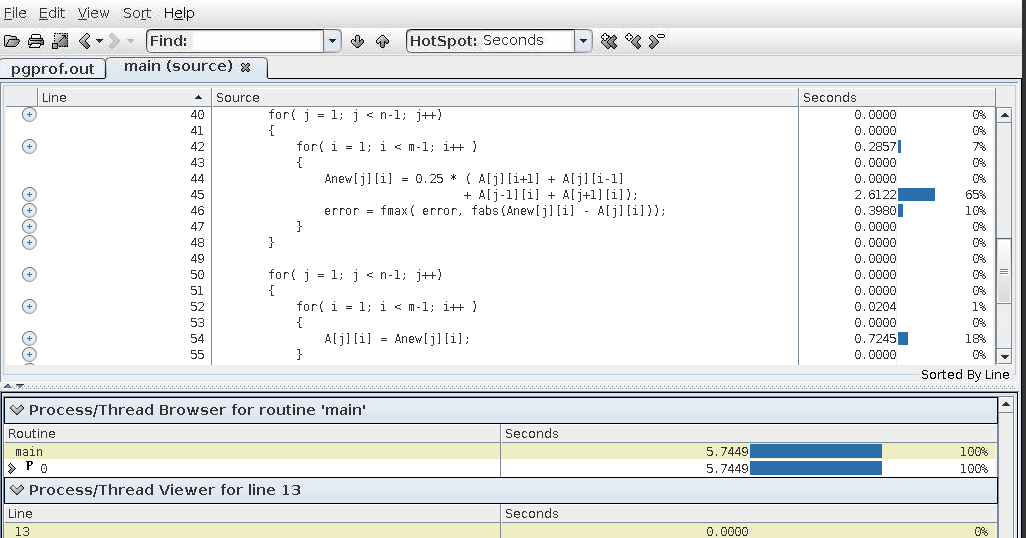 File Edit View Sort Help
Find: HotSpot: Seconds
pgprof.out main (source)
Line Source Seconds
40 for( j = 1; j < n-1; j++) 0.0000 0%
41 { 0.0000 0%
42 for( i = 1; i < m-1; i++ ) 0.2857 7%
43 { 0.0000 0%
44 Anew[j][i] = 0.25 * ( A[j][i+1] + A[j][i-1] 0.0000 0%
45 + A[j-1][i] + A[j+1][i]); 2.6122 65%
46 error = fmax( error, fabs(Anew[j][i] - A[j][i])); 0.3980 10%
47 } 0.0000 0%
48 } 0.0000 0%
49 0.0000 0%
50 for( j = 1; j < n-1; j++) 0.0000 0%
51 { 0.0000 0%
52 for( i = 1; i < m-1; i++ ) 0.0204 1%
53 { 0.0000 0%
54 A[j][i] = Anew[j][i]; 0.7245 18%
55 } 0.0000 0%
Sorted By Line
Process/Thread Browser for routine 'main'
Routine Seconds
main 5.7449 100%
P 0 5.7449 100%
Process/Thread Viewer for line 13
Line Seconds
13 0.0000 0%